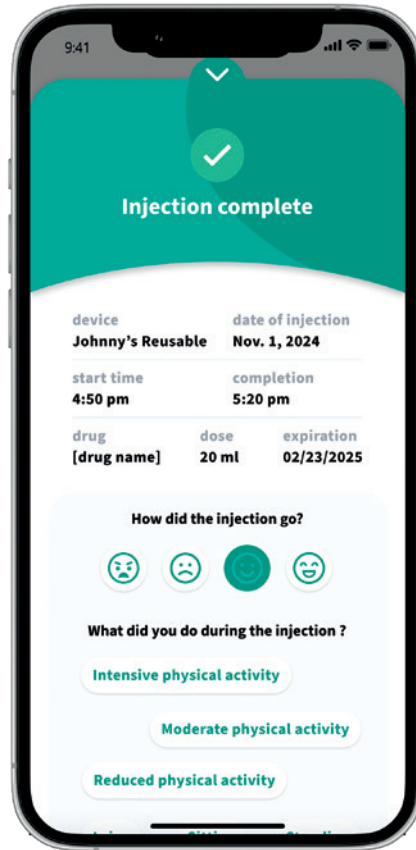 9:41
Injection complete
device date of injection
Johnny's Reusable Nov. 1, 2024
start time completion
4:50 pm 5:20 pm
drug dose expiration
[drug name] 20 ml 02/23/2025
How did the injection go?
What did you do during the injection ?
Intensive physical activity
Moderate physical activity
Reduced physical activity